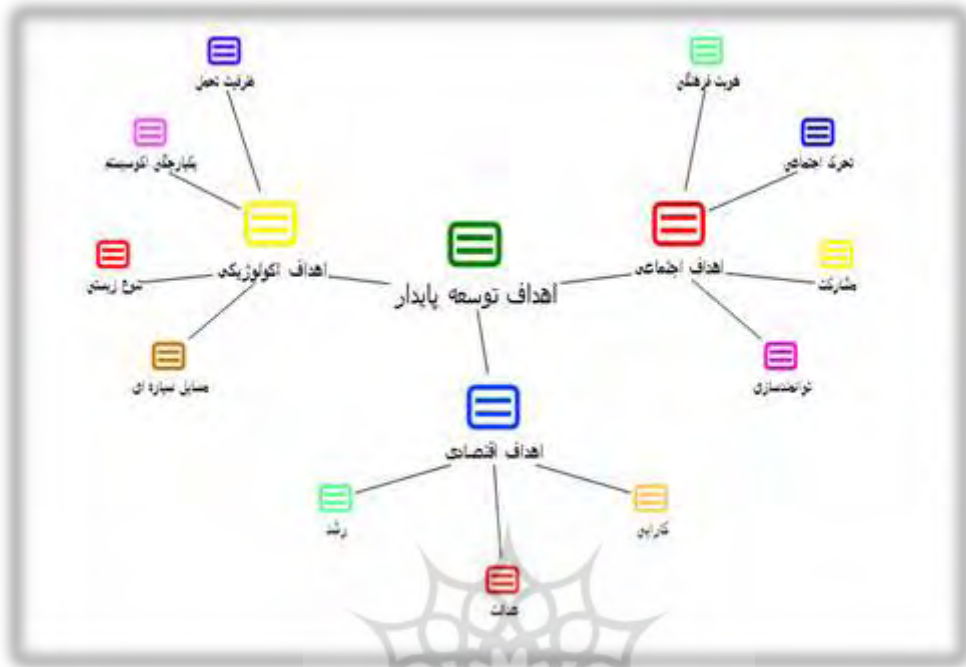 هویت فرهنگی
ظرفیت تحمل
تحرک اجتماعی
یکپارچگی اکوسیستم
اهداف اجتماعی
مشارکت
اهداف اکولوژیکی
تنوع زیستی
اهداف توسعه پایدار
توانمندسازی
مسایل سیاره ای
اهداف اقتصادی
کارایی
رشد
عدالت